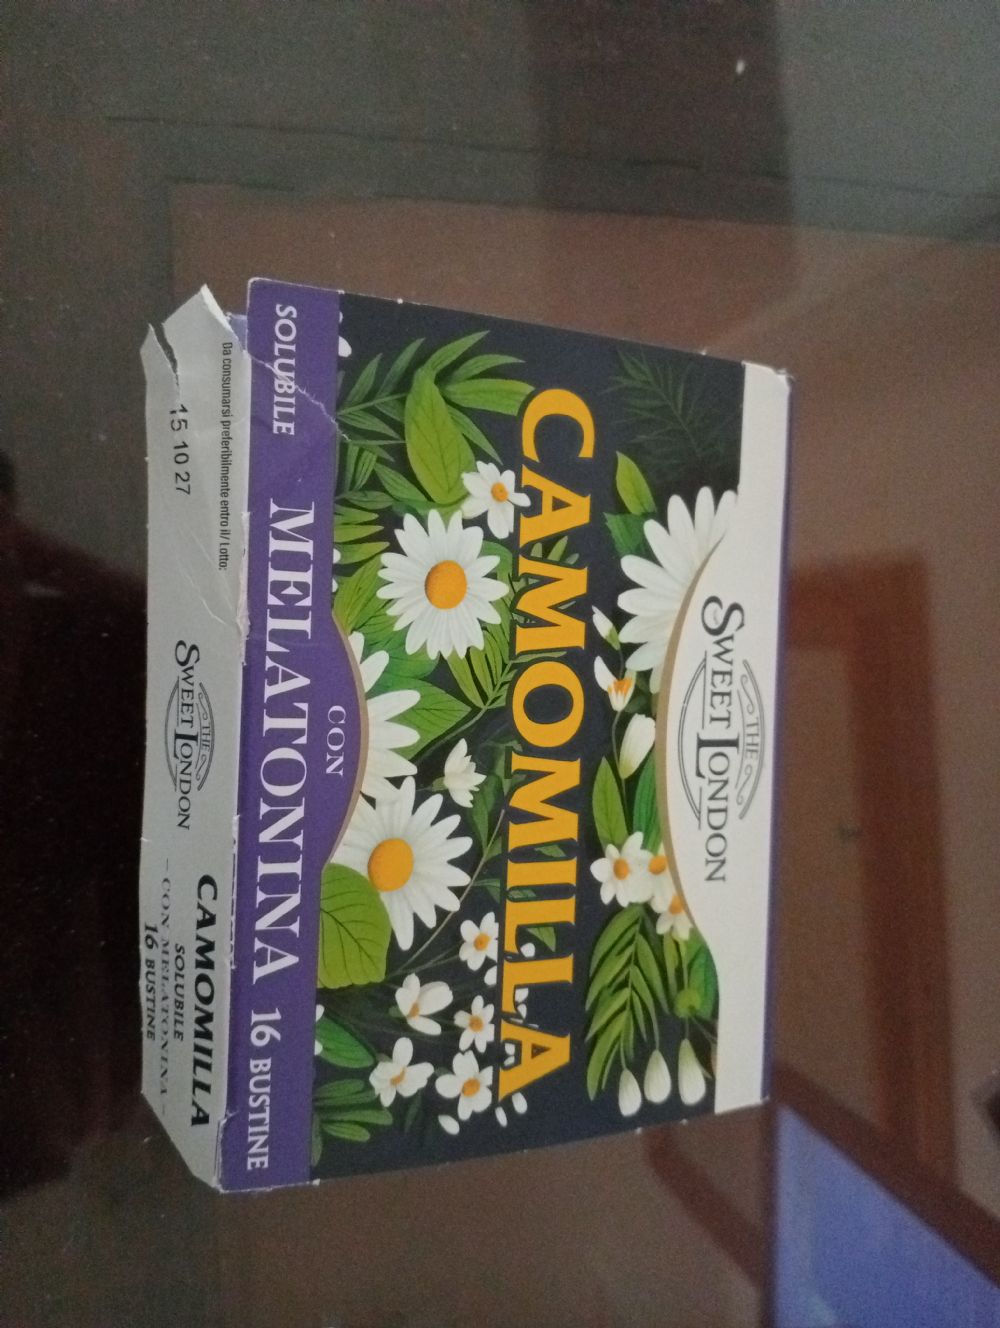 THE
SWEET LONDON
CAMOMILLA
CON
SOLUBILE MELATONINA 16 BUSTINE
Da consumarsi preferibilmente entro il/ Lotto:
15 10 27
THE
SWEET LONDON
CAMOMILLA
SOLUBILE
- CON MELATONINA -
16 BUSTINE